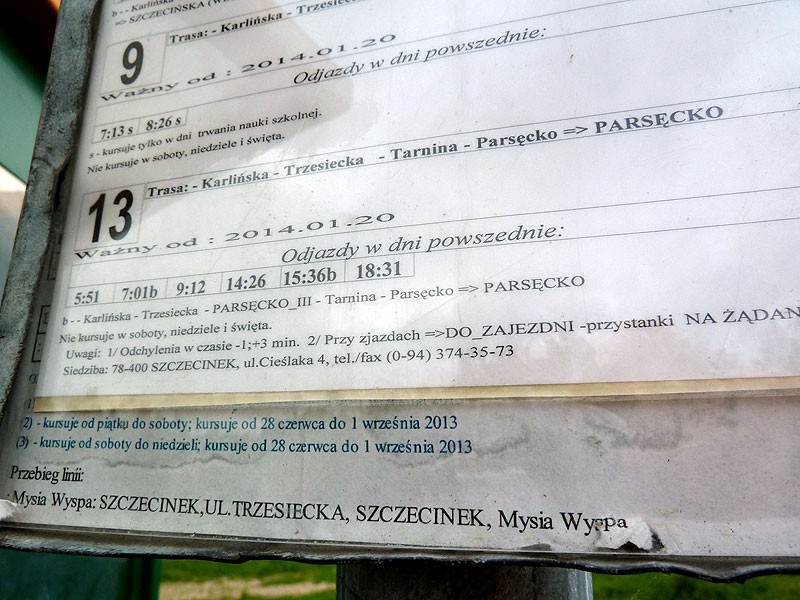 b - - Karlińska
=> SZCZECIŃSKA
9
Trasa: - Karlińska - Trzesiecka
Ważny od : 2014.01.20
Odjazdy w dni powszednie:
7:13 s 8:26 s
s - kursuje tylko w dni trwania nauki szkolnej.
Nie kursuje w soboty, niedziele i święta.
13
Trasa: - Karlińska - Trzesiecka - Tarnina - Parsęcko => PARSĘCKO
Ważny od : 2014.01.20
Odjazdy w dni powszednie:
5:51 7:01b 9:12 14:26 15:36b 18:31
b - - Karlińska - Trzesiecka - PARSĘCKO_III - Tarnina - Parsęcko => PARSĘCKO
Nie kursuje w soboty, niedziele i święta.
Uwagi: 1/ Odchylenia w czasie -1;+3 min. 2/ Przy zjazdach =>DO_ZAJEZDNI -przystanki NA ŻĄDAN
Siedziba: 78-400 SZCZECINEK, ul.Cieślaka 4, tel./fax (0-94) 374-35-73
(2) - kursuje od piątku do soboty; kursuje od 28 czerwca do 1 września 2013
(3) - kursuje od soboty do niedzieli; kursuje od 28 czerwca do 1 września 2013
Przebieg linii:
Mysia Wyspa: SZCZECINEK,UL.TRZESIECKA, SZCZECINEK, Mysia Wyspa